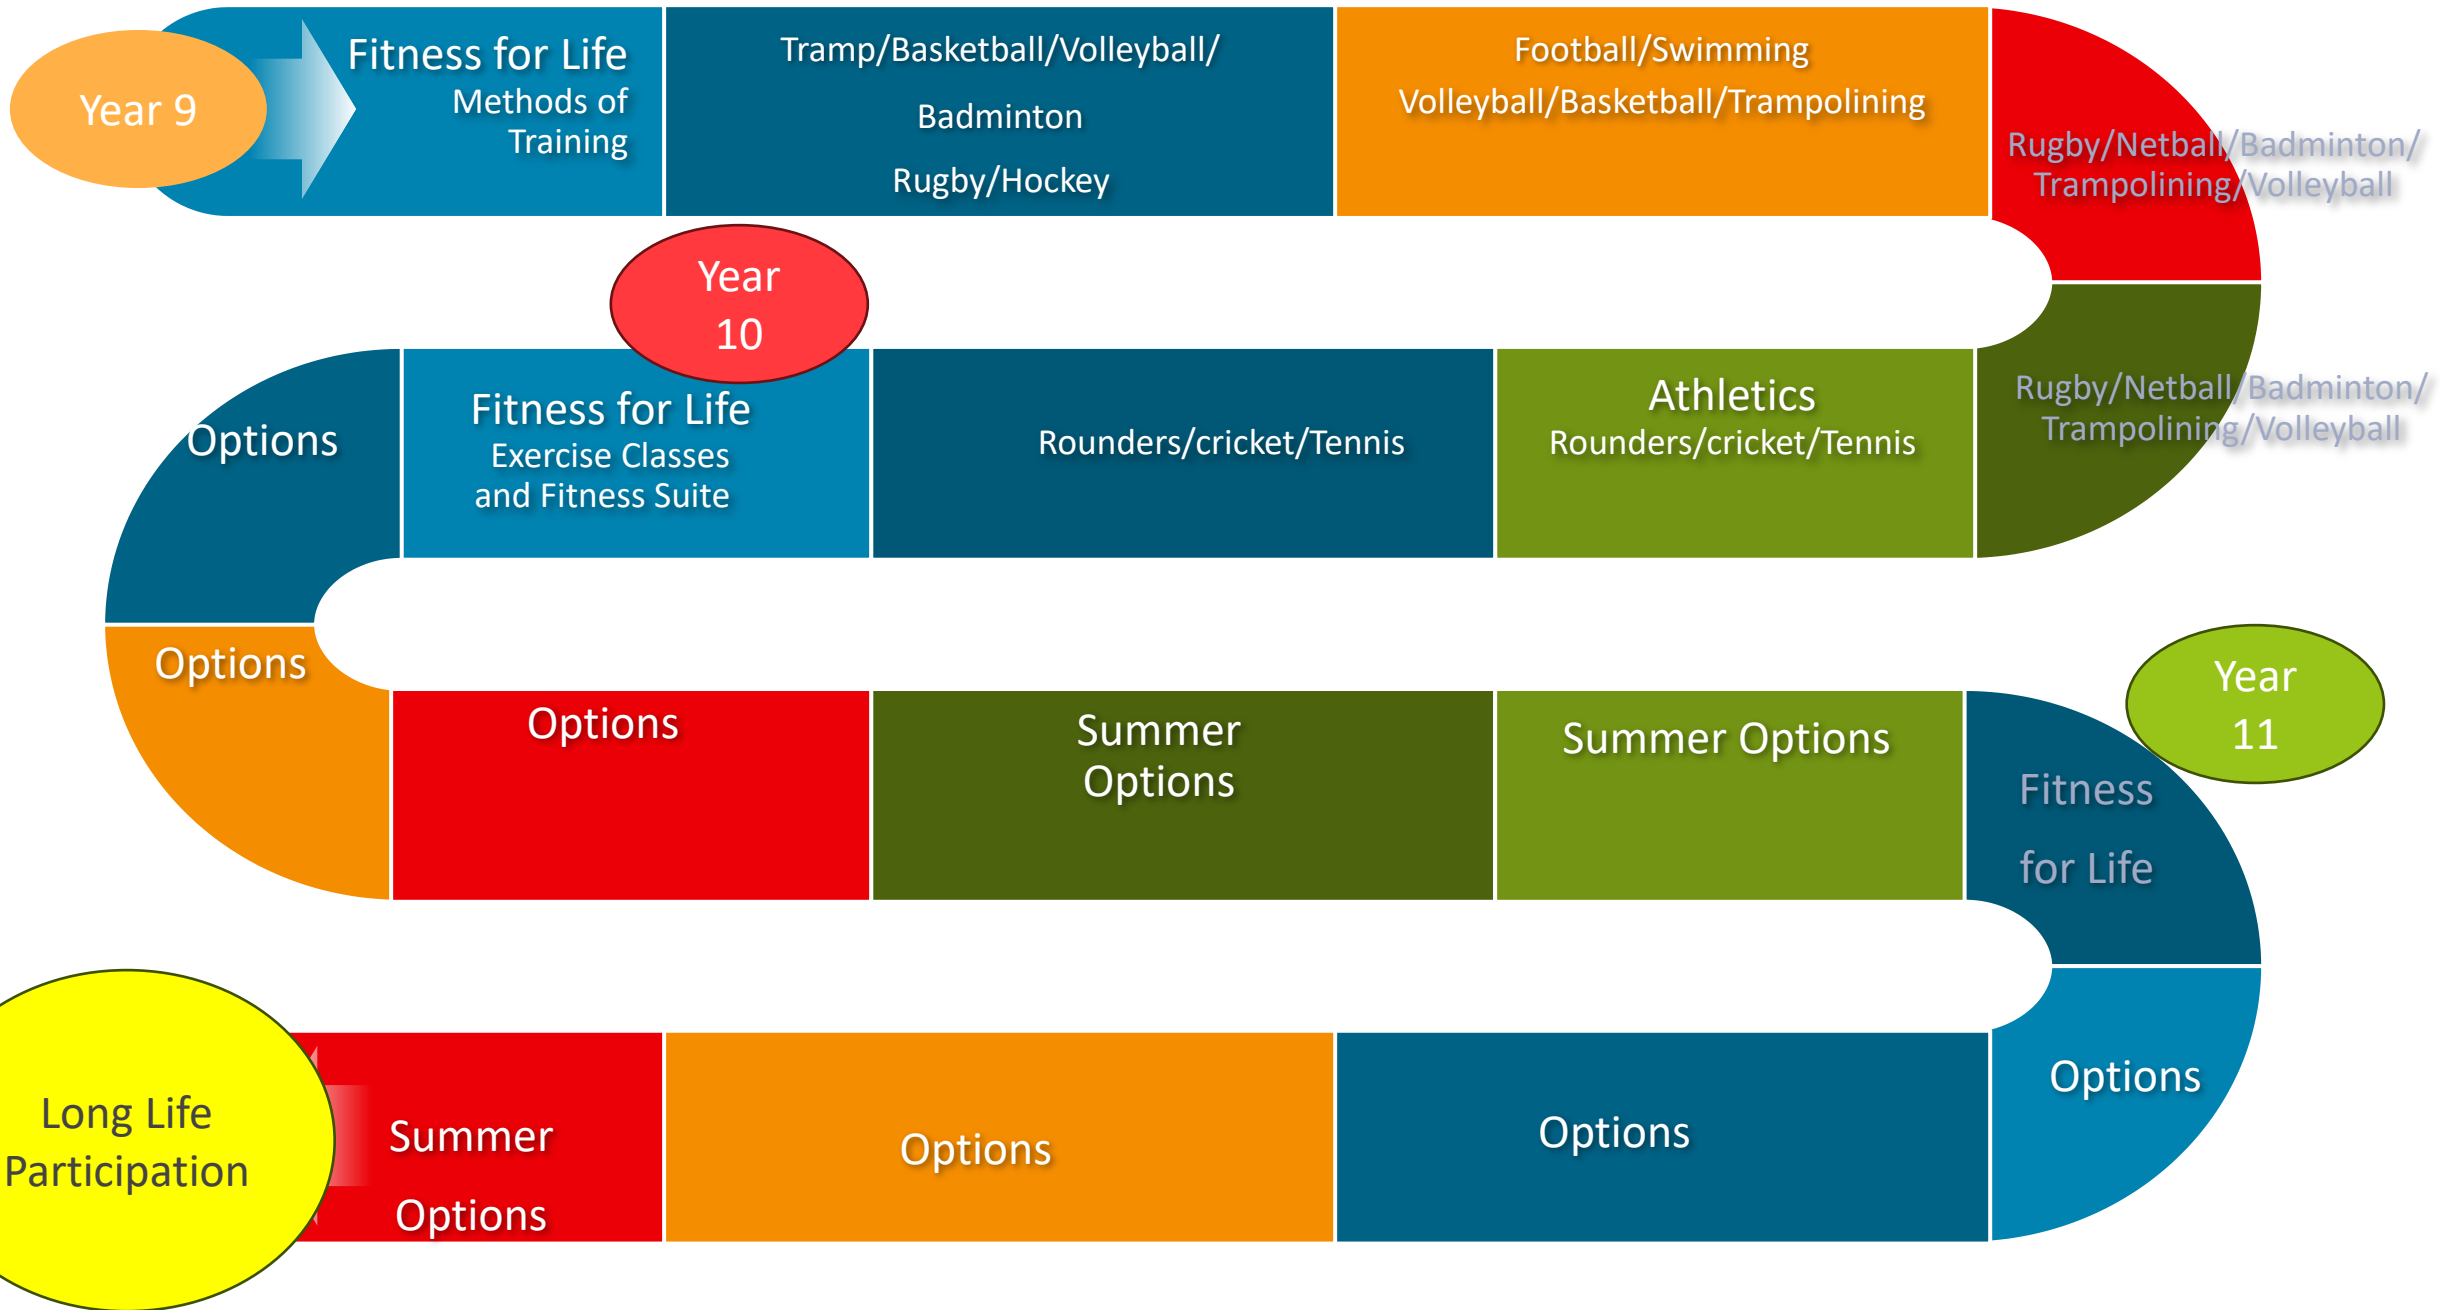 Year 9
Fitness for Life
Methods of
Training
Tramp/Basketball/Volleyball/
Badminton
Rugby/Hockey
Football/Swimming
Volleyball/Basketball/Trampolining
Rugby/Netball/Badminton/
Trampolining/Volleyball
Rugby/Netball/Badminton/
Trampolining/Volleyball
Athletics
Rounders/cricket/Tennis
Rounders/cricket/Tennis
Year
10
Fitness for Life
Exercise Classes
and Fitness Suite
Options
Options
Options
Summer
Options
Summer Options
Year
11
Fitness
for Life
Options
Options
Options
Summer
Options
Long Life
Participation